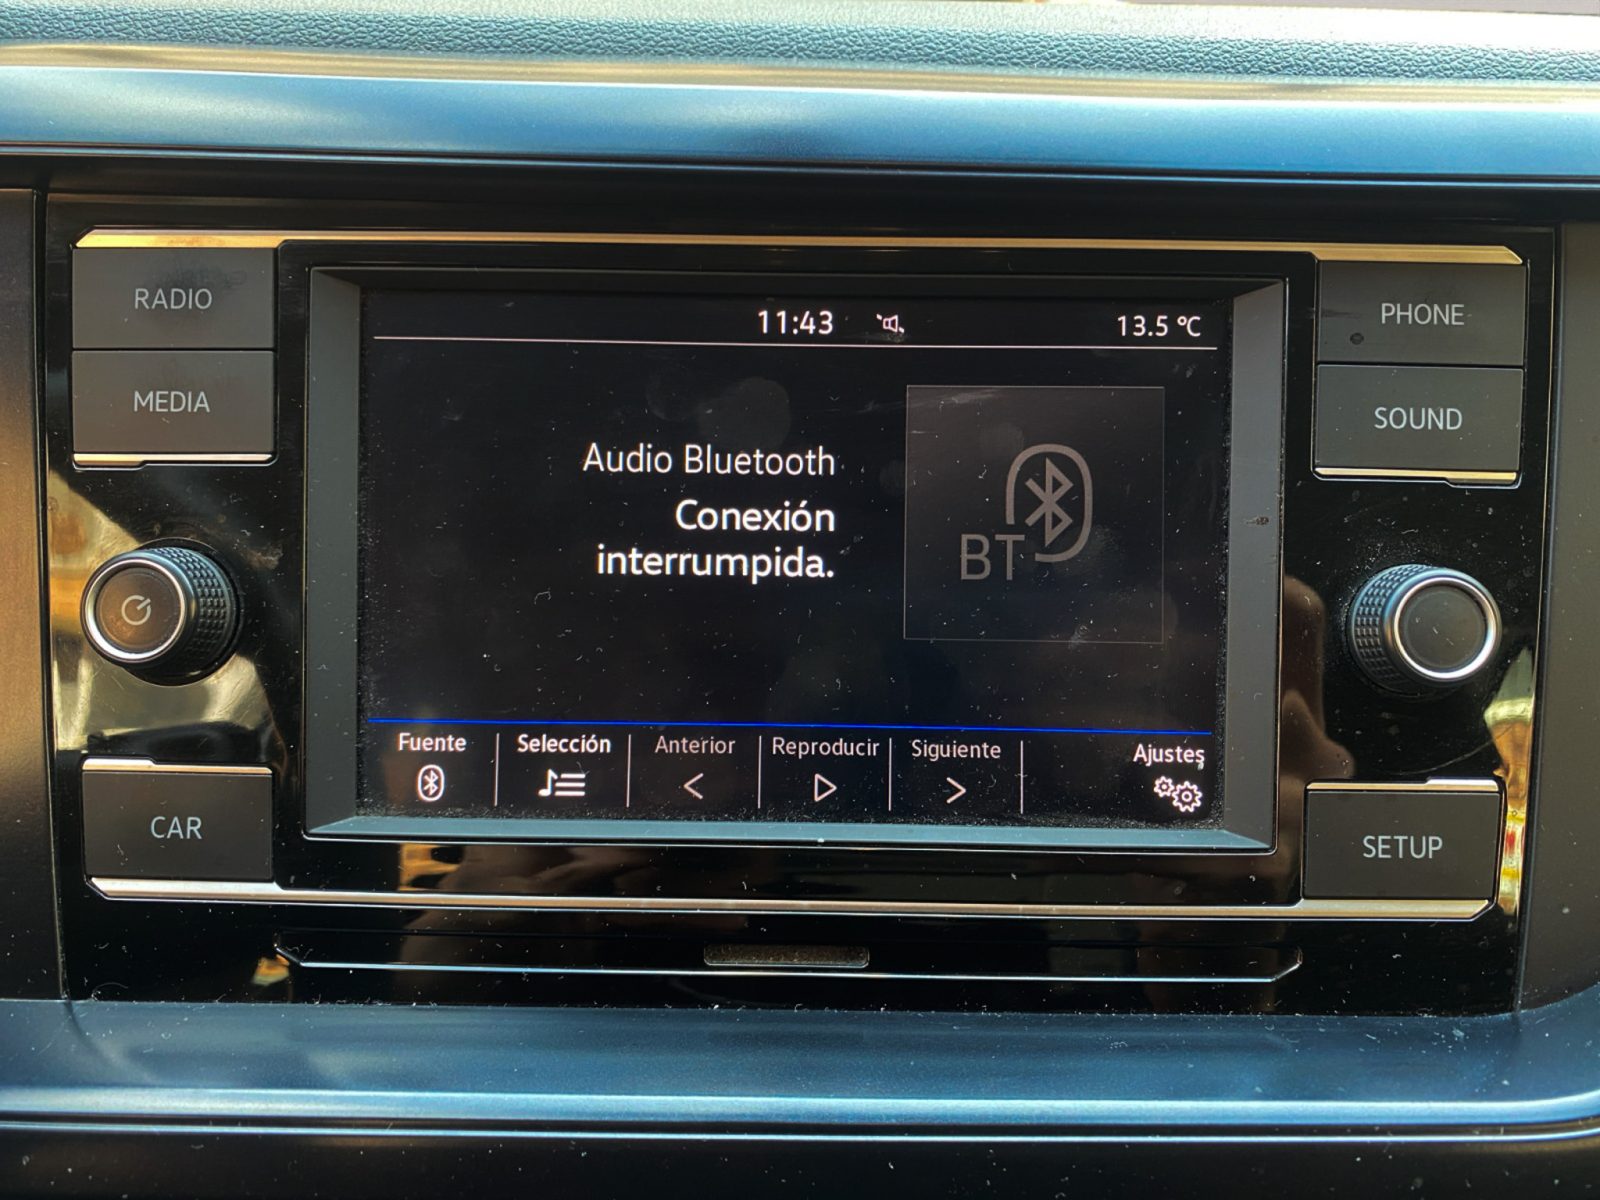 RADIO
MEDIA
CAR
11:43
13.5 °C
Audio Bluetooth
Conexión
interrumpida.
BT
Fuente
Selección
Anterior
Reproducir
Siguiente
Ajustes
PHONE
SOUND
SETUP